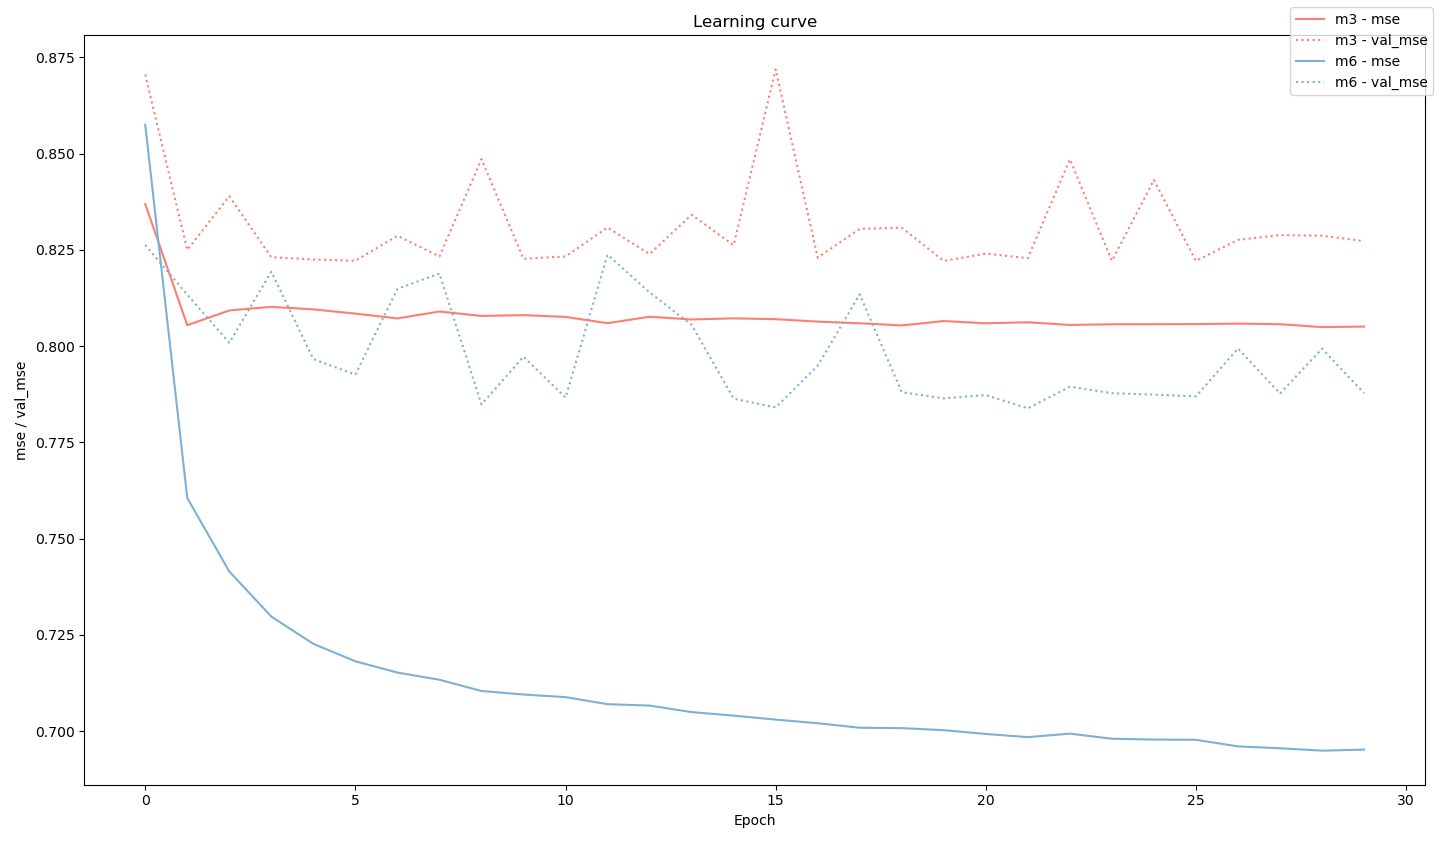 Learning curve
m3 - mse
m3 - val_mse
m6 - mse
m6 - val_mse
0.875
0.850
0.825
0.800
0.775
0.750
0.725
0.700
mse / val_mse
0 5 10 15 20 25 30
Epoch